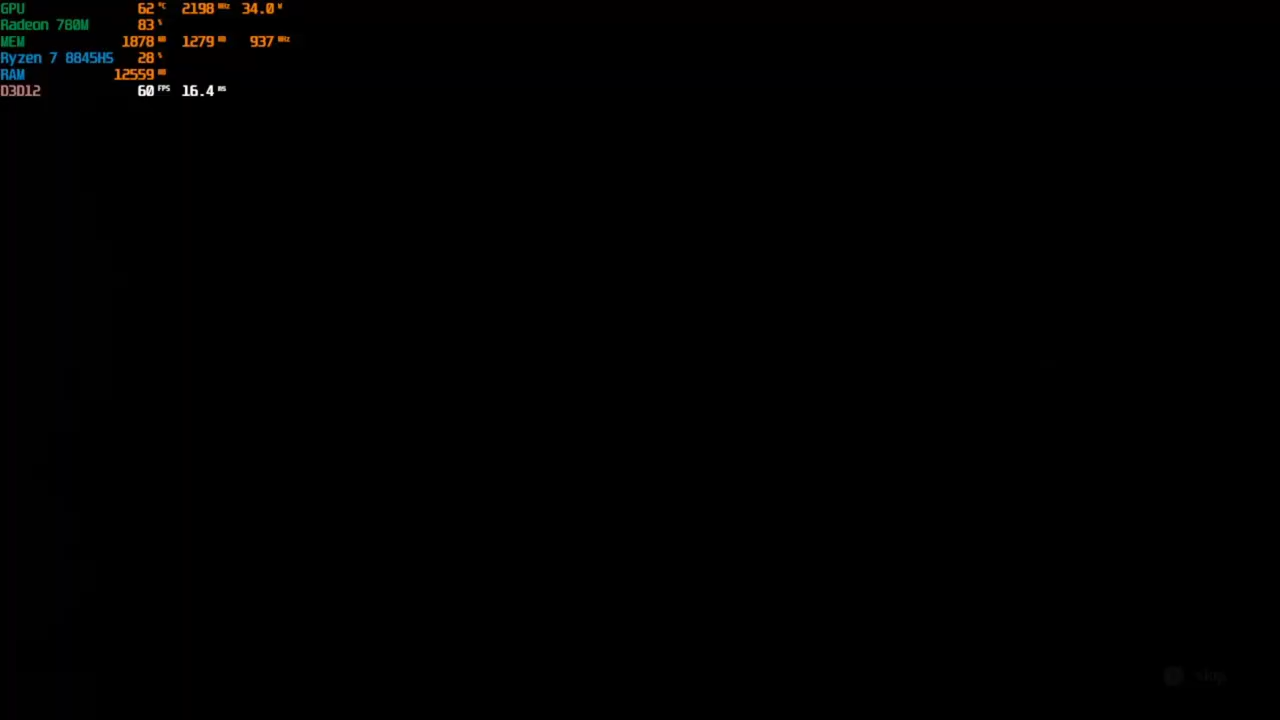 GPU 62 °C 2198 MHz 34.0 W
Radeon 780M 83 %
MEM 1878 MB 1279 MB 937 MHz
Ryzen 7 8845HS 28 %
RAM 12559 MB
D3D12 60 FPS 16.4 ms